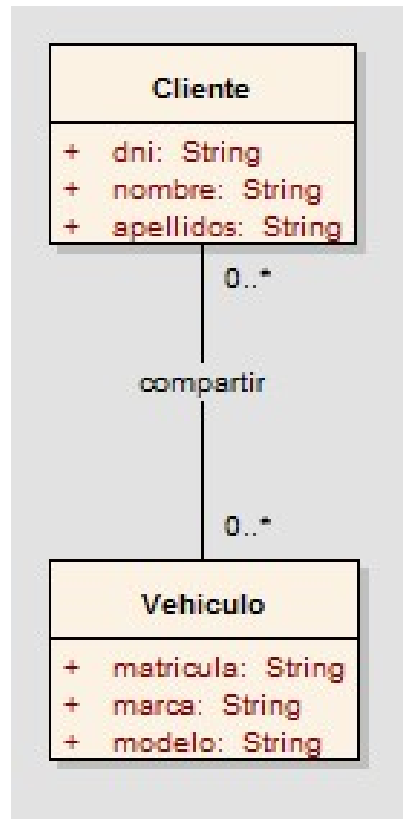 Cliente
+ dni: String
+ nombre: String
+ apellidos: String
0..*
compartir
0..*
Vehiculo
+ matricula: String
+ marca: String
+ modelo: String